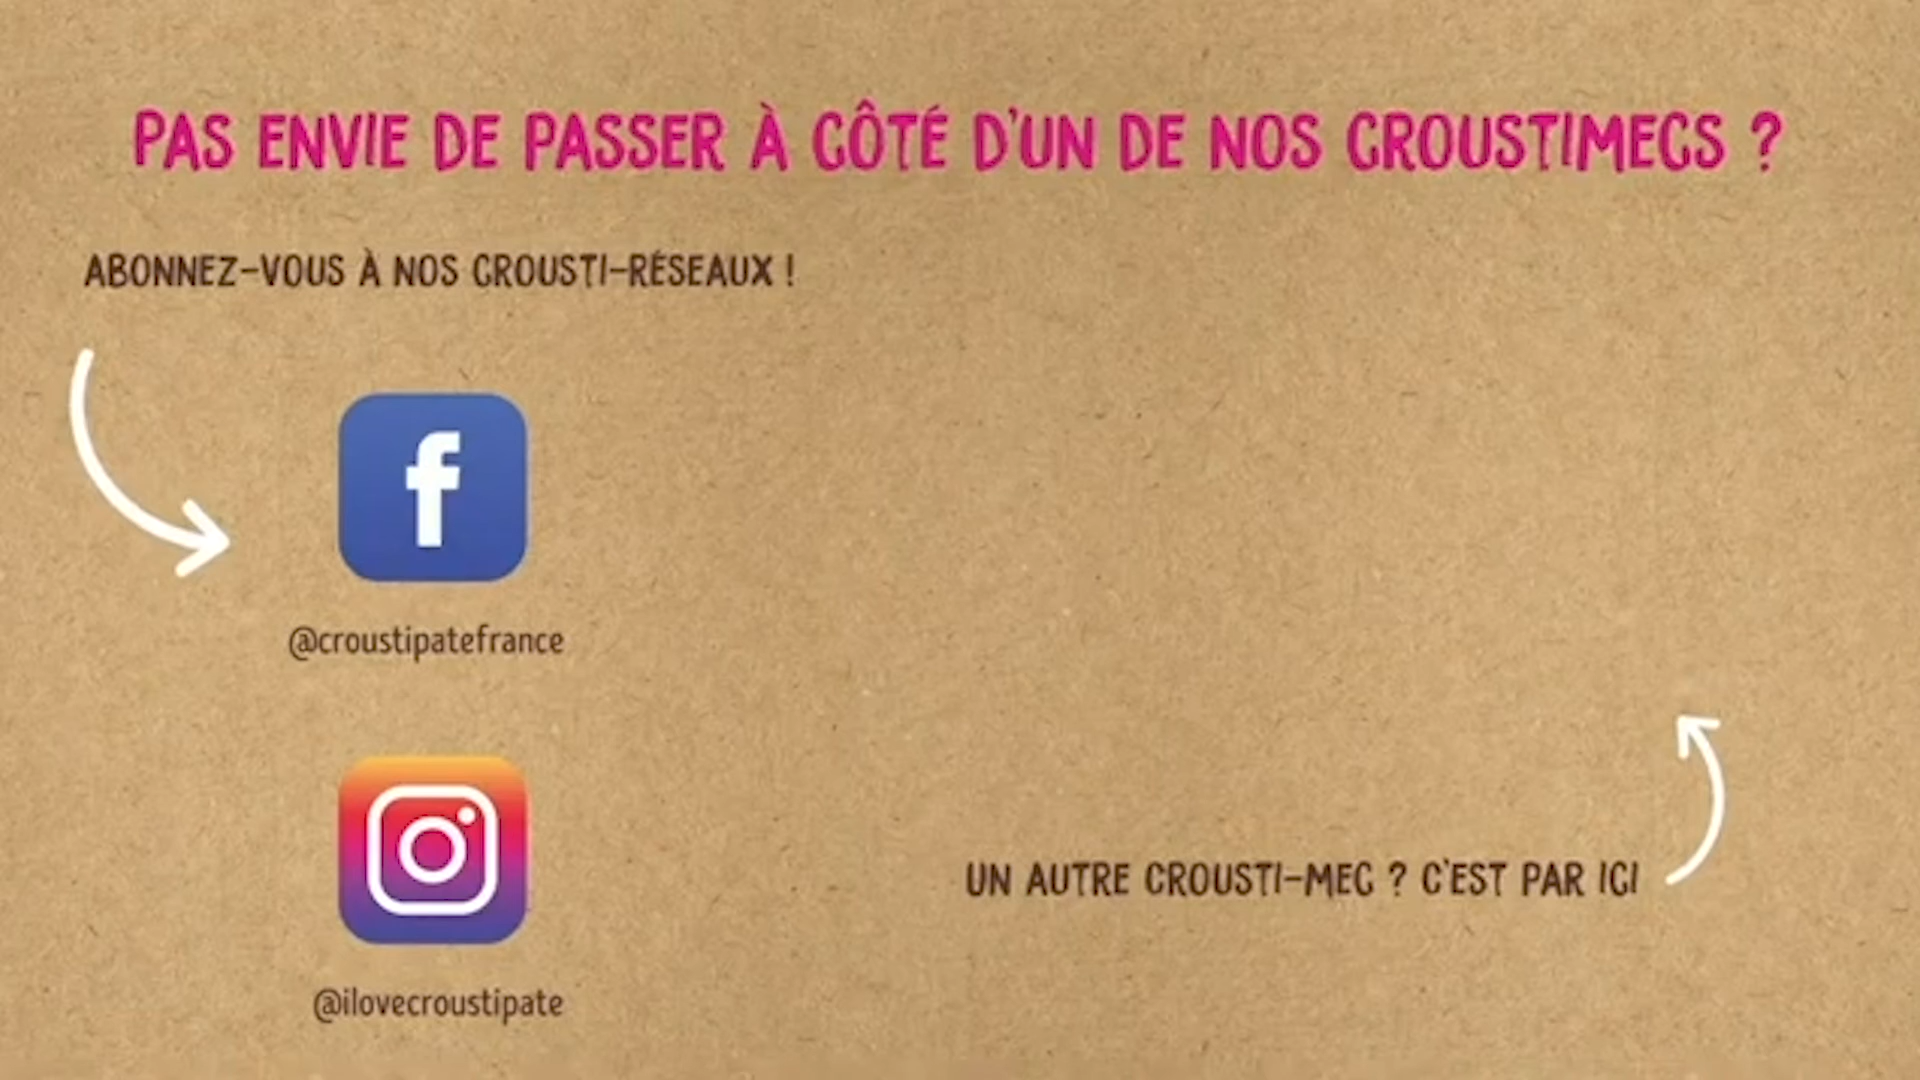 PAS ENVIE DE PASSER À CÔTÉ D'UN DE NOS CROUSTIMECS ?
ABONNEZ-VOUS À NOS CROUSTI-RÉSEAUX !
@croustipatefrance
@ilovecroustipate
UN AUTRE CROUSTI-MEC ? C'EST PAR ICI